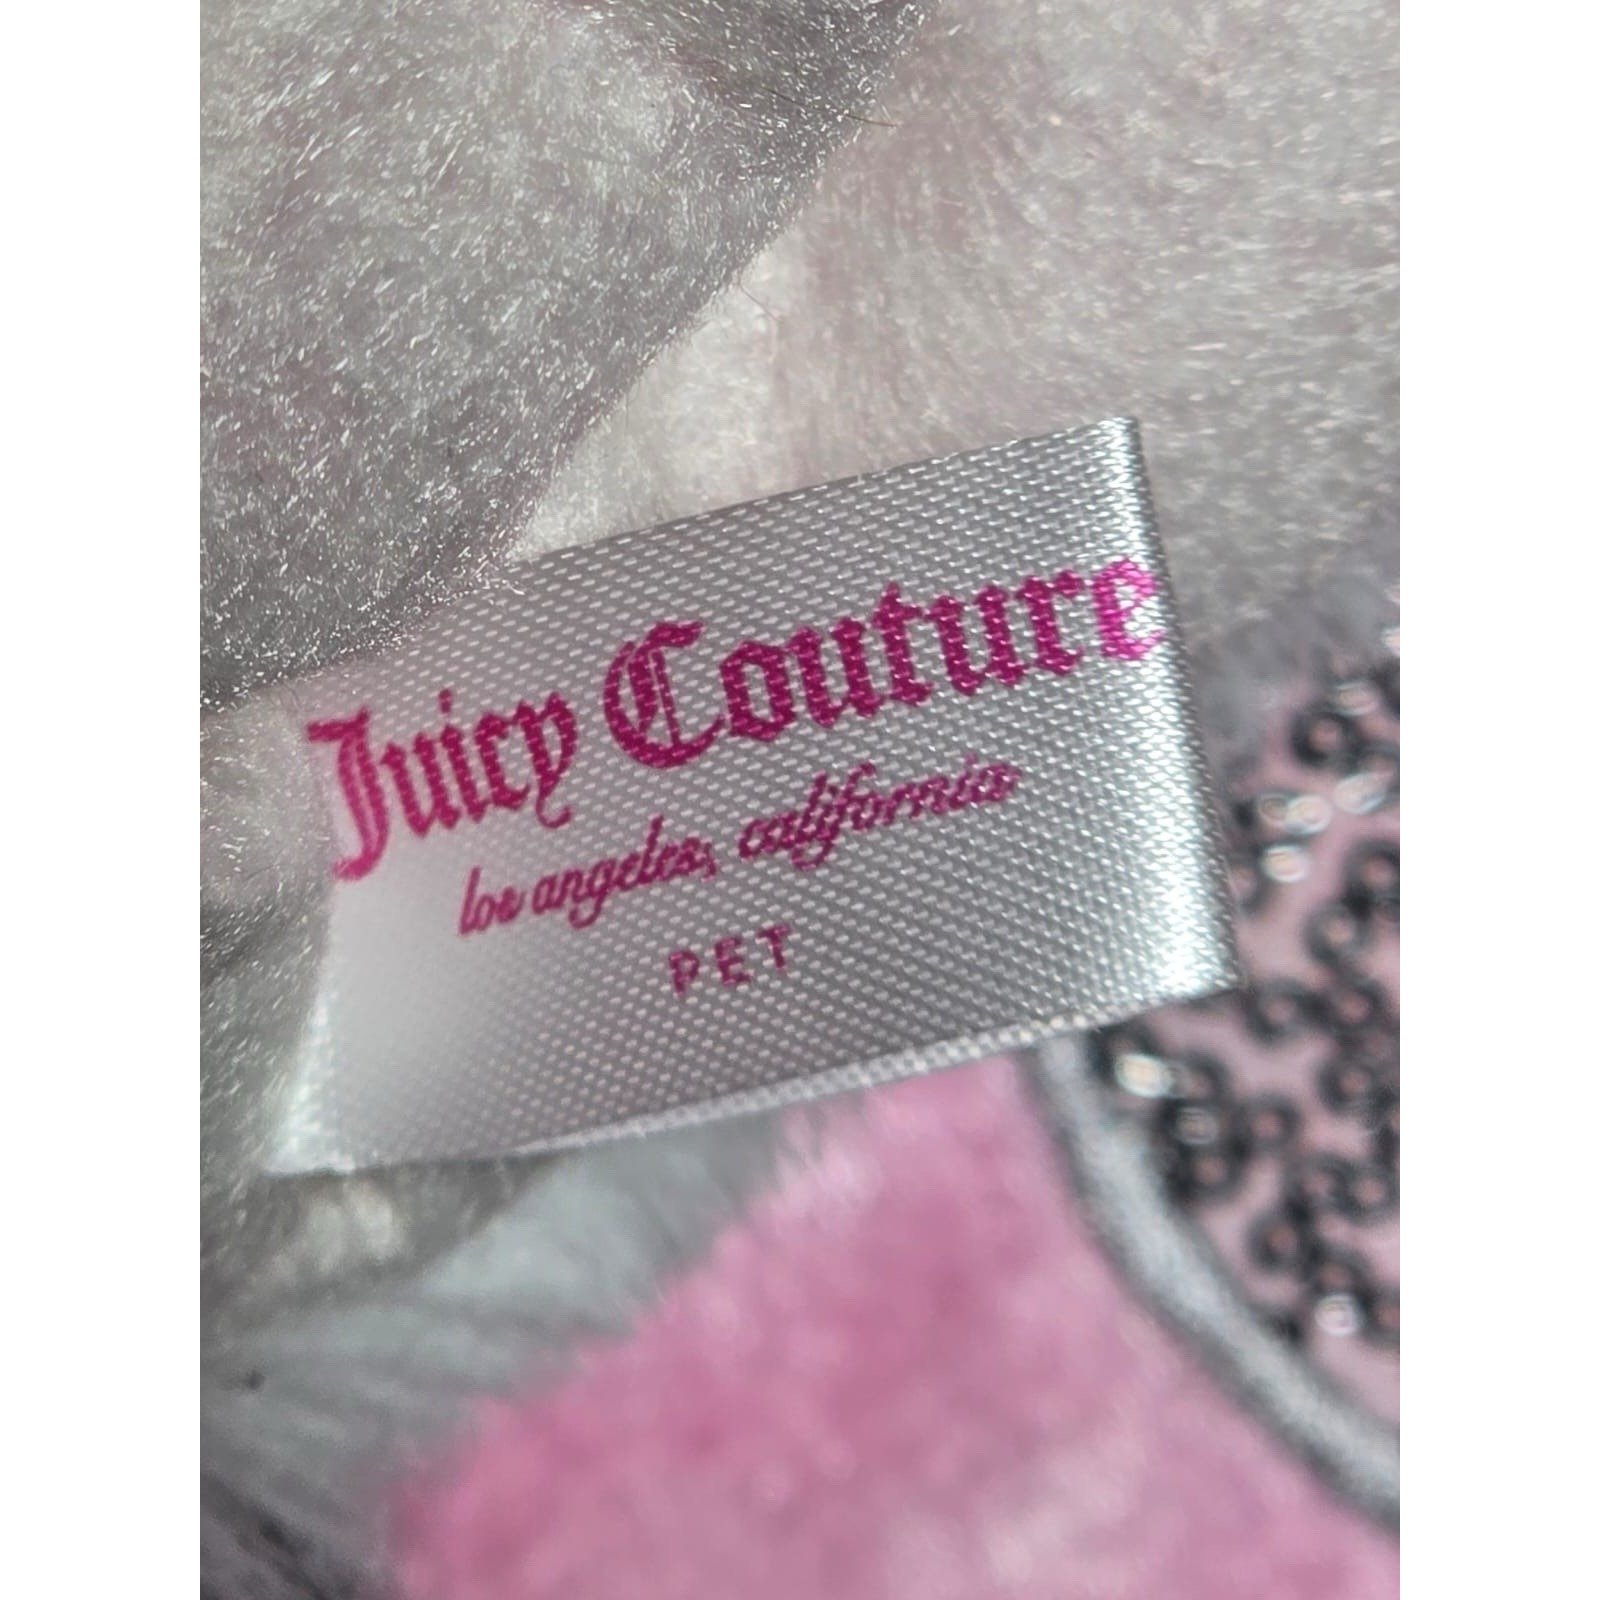 Juicy Couture
los angeles, california
PET